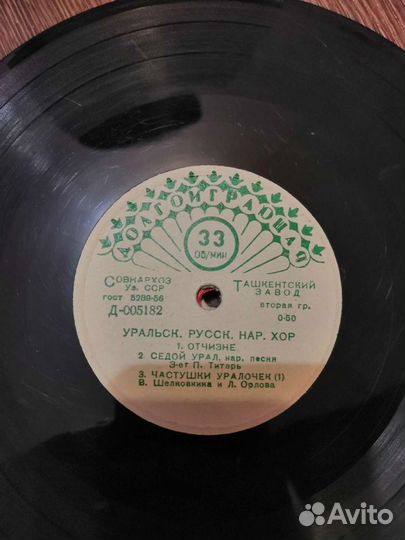 ДОЛГОИГРАЮЩАЯ
33
ОБ/МИН
СОВНАРХОЗ
Уз. ССР
ГОСТ 5289-56
Д-005182
ТАШКЕНТСКИЙ
ЗАВОД
вторая гр.
0-50
УРАЛЬСК. РУССК. НАР. ХОР
1. ОТЧИЗНЕ
2. СЕДОЙ УРАЛ, нар. песня
З-ет П. Титарь
3. ЧАСТУШКИ УРАЛОЧЕК (1)
В. Шелковкина и Л. Орлова
Avito